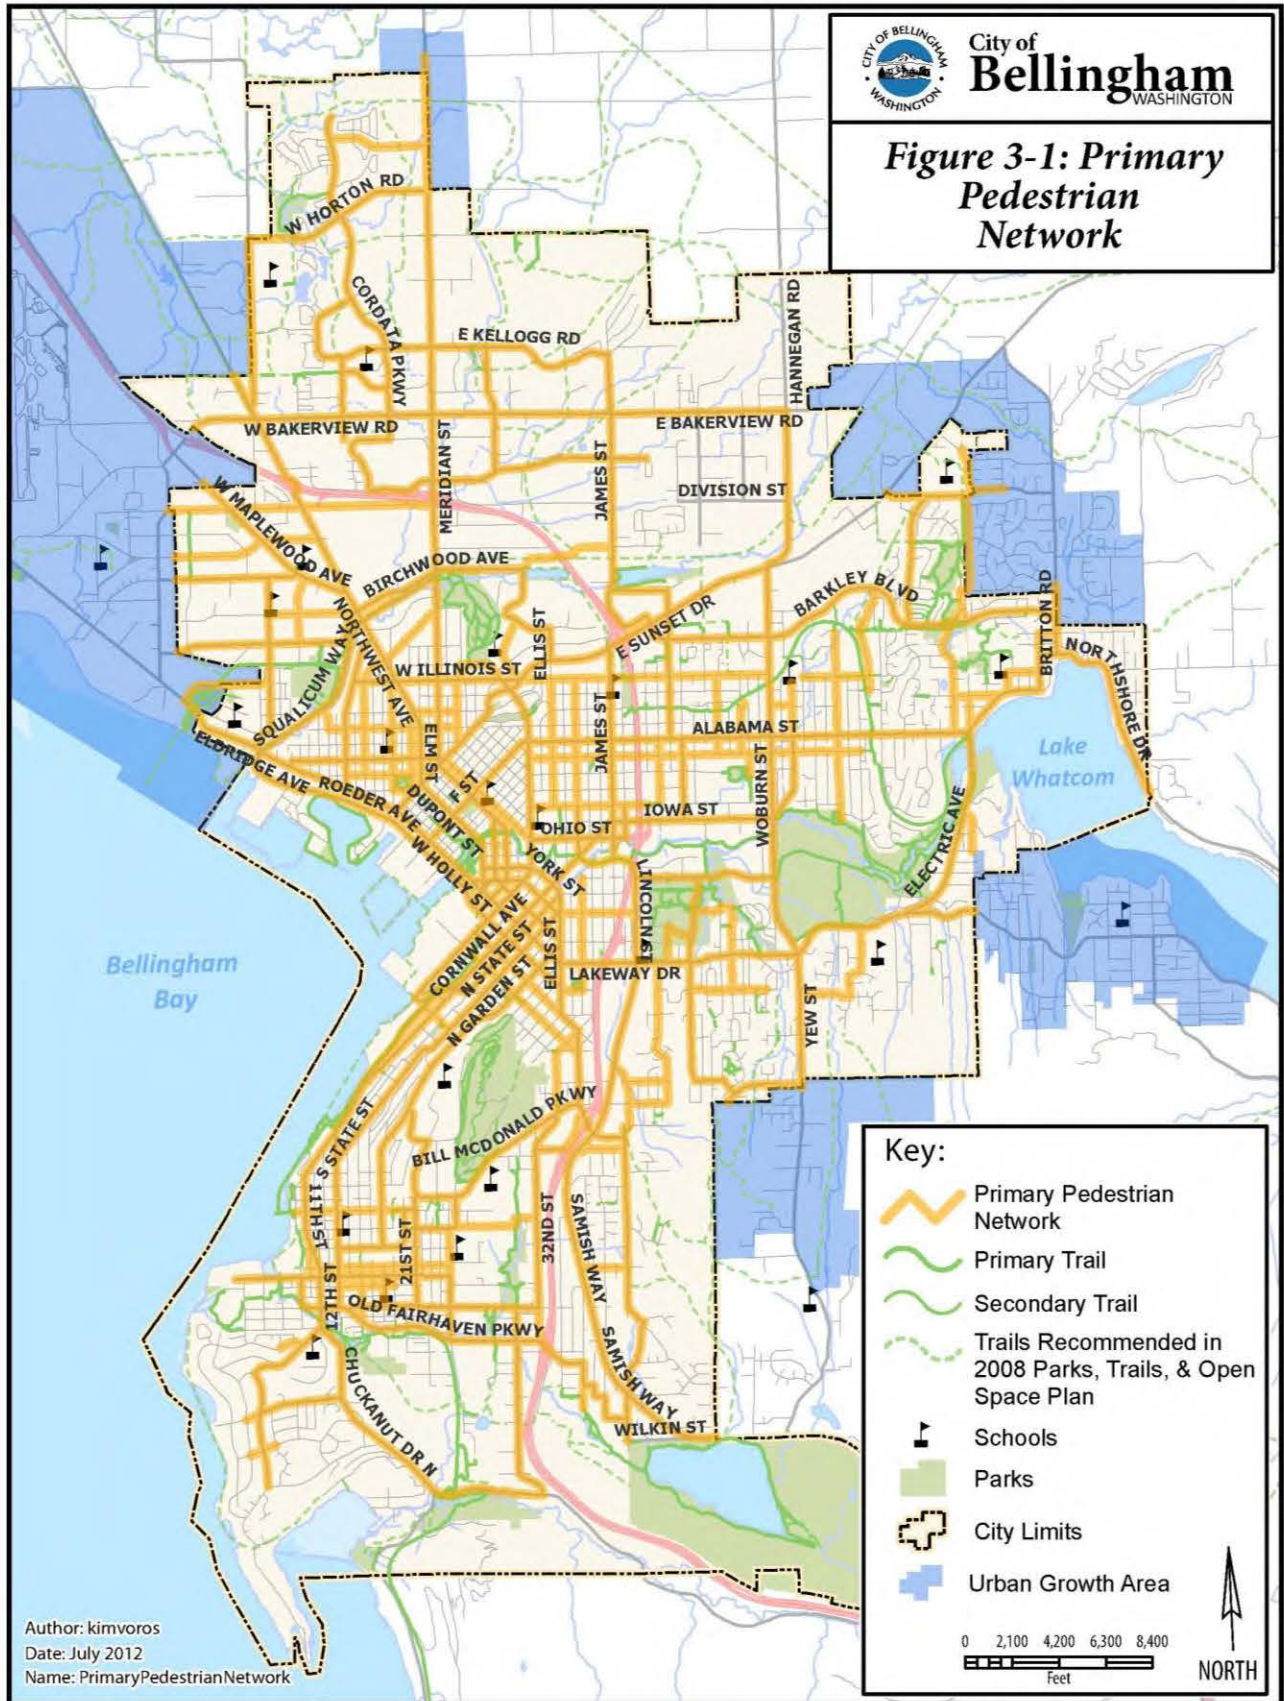 CITY OF BELLINGHAM
WASHINGTON
City of
Bellingham
WASHINGTON
Figure 3-1: Primary
Pedestrian
Network
W HORTON RD
CORDATA PKWY
E KELLOGG RD
HANNEGAN RD
W BAKERVIEW RD
E BAKERVIEW RD
MERIDIAN ST
JAMES ST
DIVISION ST
W MAPLEWOOD AVE
BIRCHWOOD AVE
BARKLEY BLVD
BRITTON RD
NORTHWEST AVE
ELLIS ST
E SUNSET DR
NORTHSHORE DR
SQUALICUM WAY
W ILLINOIS ST
JAMES ST
ALABAMA ST
ELM ST
ELDRIDGE AVE
Lake
Whatcom
ROEDER AVE
F ST
DUPONT ST
WOBURN ST
IOWA ST
OHIO ST
ELECTRIC AVE
W HOLLY ST
YORK ST
LINCOLN ST
CORNWALL AVE
N STATE ST
ELLIS ST
Bellingham
Bay
LAKEWAY DR
N GARDEN ST
YEW ST
S STATE ST
BILL MCDONALD PKWY
11TH ST
21ST ST
32ND ST
SAMISH WAY
12TH ST
OLD FAIRHAVEN PKWY
SAMISH WAY
CHUCKANUT DR N
WILKIN ST
Key:
Primary Pedestrian
Network
Primary Trail
Secondary Trail
Trails Recommended in
2008 Parks, Trails, & Open
Space Plan
Schools
Parks
City Limits
Urban Growth Area
0 2,100 4,200 6,300 8,400
Feet
NORTH
Author: kimvoros
Date: July 2012
Name: PrimaryPedestrianNetwork